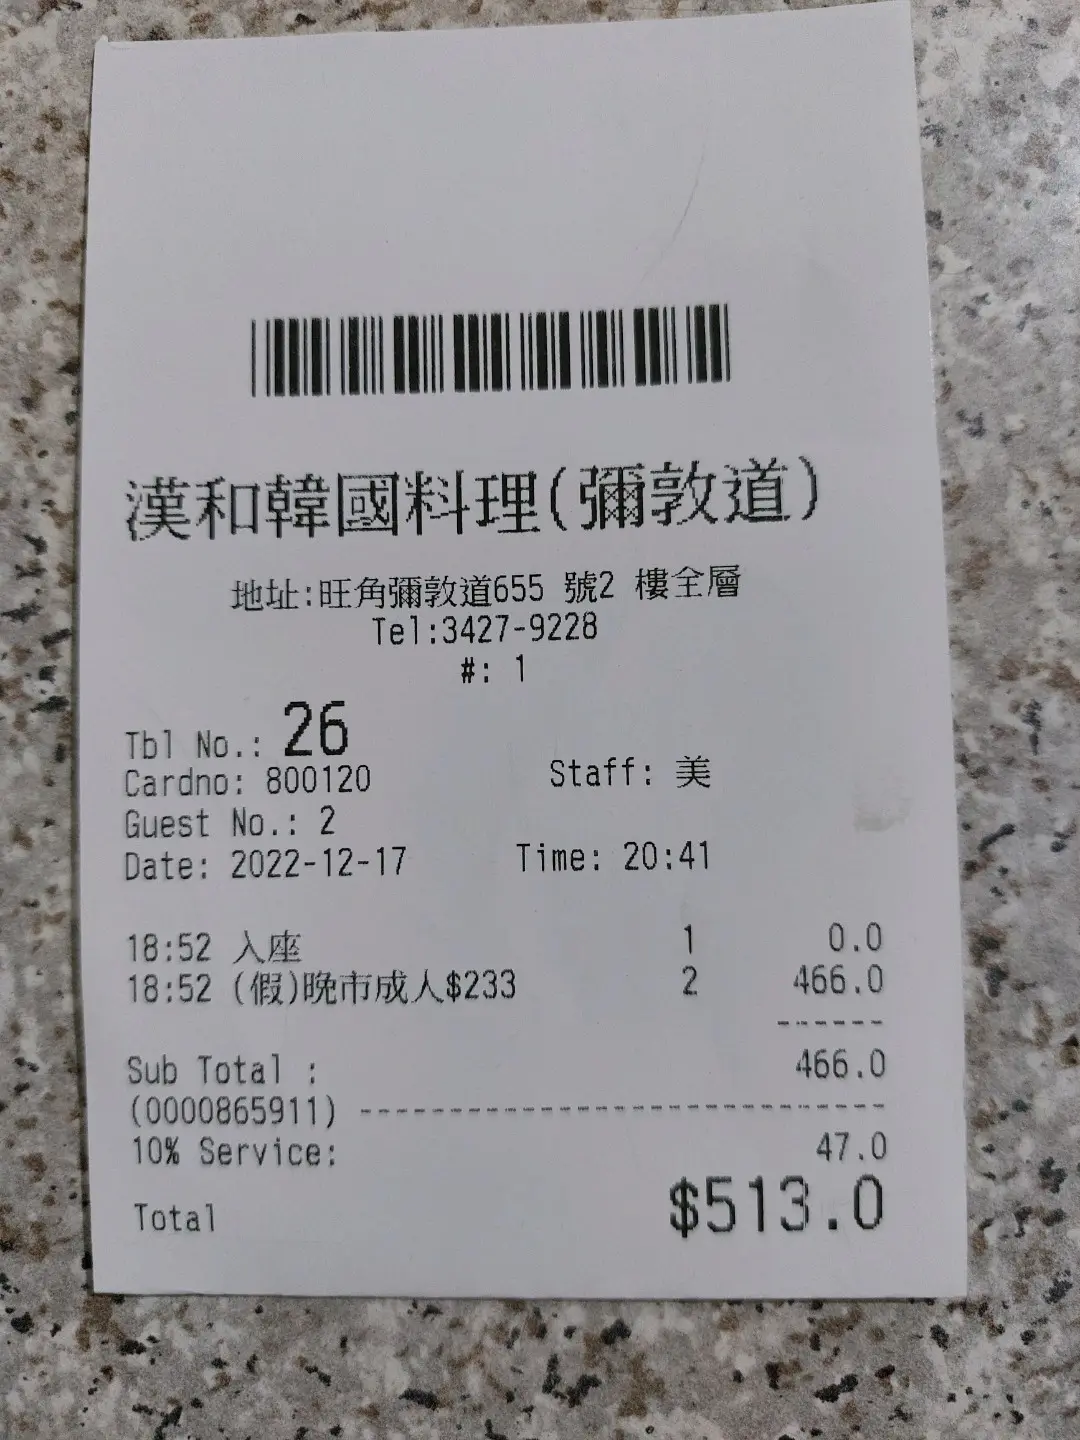 漢和韓國料理(彌敦道)
地址:旺角彌敦道655 號2 樓全層
Tel:3427-9228
#: 1
Tbl No.: 26
Cardno: 800120 Staff: 美
Guest No.: 2
Date: 2022-12-17 Time: 20:41
18:52 入座 1 0.0
18:52 (假)晚市成人$233 2 466.0
------
Sub Total : 466.0
(0000865911) ------------------------------
10% Service: 47.0
Total $513.0